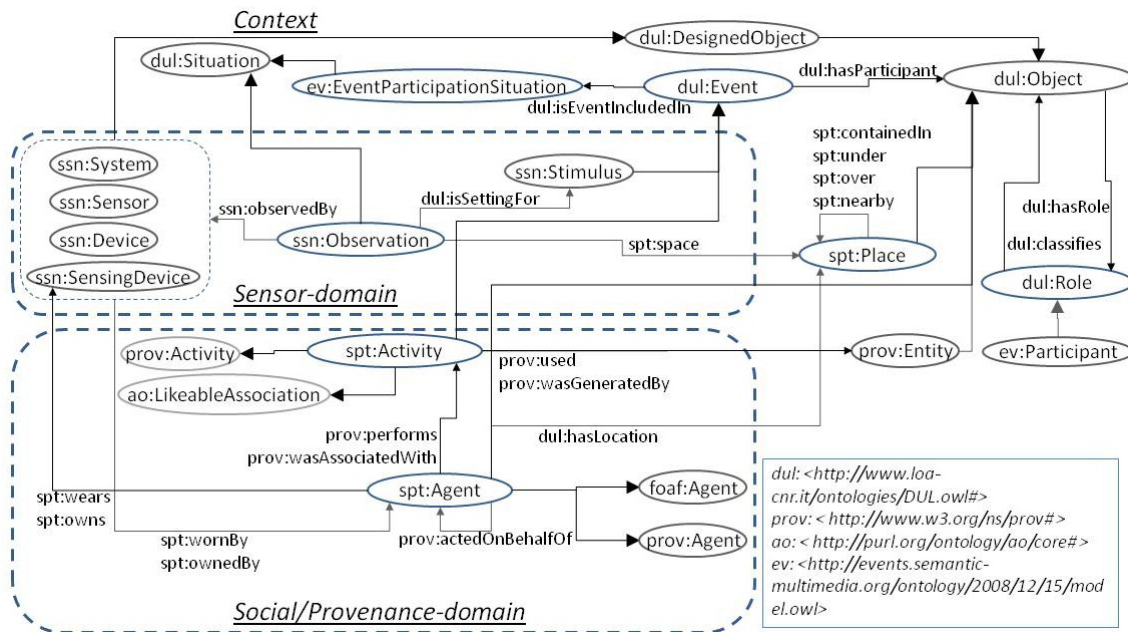 Context
dul:DesignedObject
dul:Situation
dul:hasParticipant
dul:Object
ev:EventParticipationSituation
dul:Event
dul:isEventIncludedIn
spt:containedIn
spt:under
spt:over
spt:nearby
ssn:System
ssn:Stimulus
ssn:Sensor
dul:isSettingFor
ssn:observedBy
dul:hasRole
ssn:Device
ssn:Observation
spt:space
dul:classifies
spt:Place
ssn:SensingDevice
dul:Role
Sensor-domain
prov:Activity
spt:Activity
prov:used
prov:Entity
ev:Participant
prov:wasGeneratedBy
ao:LikeableAssociation
prov:performs
dul:hasLocation
prov:wasAssociatedWith
spt:Agent
foaf:Agent
spt:wears
spt:owns
spt:wornBy
prov:actedOnBehalfOf
prov:Agent
spt:ownedBy
Social/Provenance-domain
dul: <http://www.loa-
cnr.it/ontologies/DUL.owl#>
prov: < http://www.w3.org/ns/prov#>
ao: < http://purl.org/ontology/ao/core#>
ev: <http://events.semantic-
multimedia.org/ontology/2008/12/15/mod
el.owl>